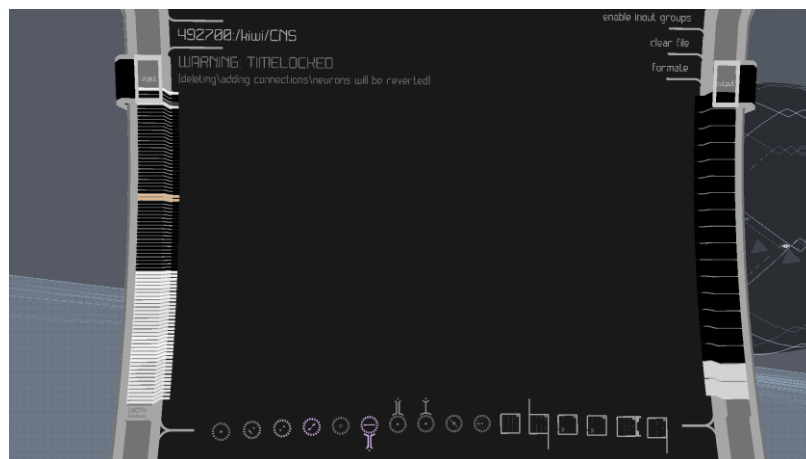 enable inout groups
492700:/kiwi/CNS
clear file
WARNING: TIMELOCKED
formate
[deleting\adding connections\neurons will be reverted]
input
output